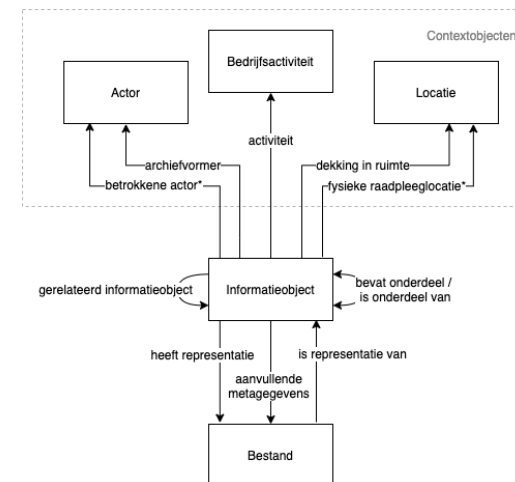 Contextobjecten
Bedrijfsactiviteit
Actor
Locatie
activiteit
archiefvormer
dekking in ruimte
betrokkene actor*
fysieke raadpleeglocatie*
gerelateerd informatieobject
Informatieobject
bevat onderdeel /
is onderdeel van
heeft representatie
is representatie van
aanvullende
metagegevens
Bestand